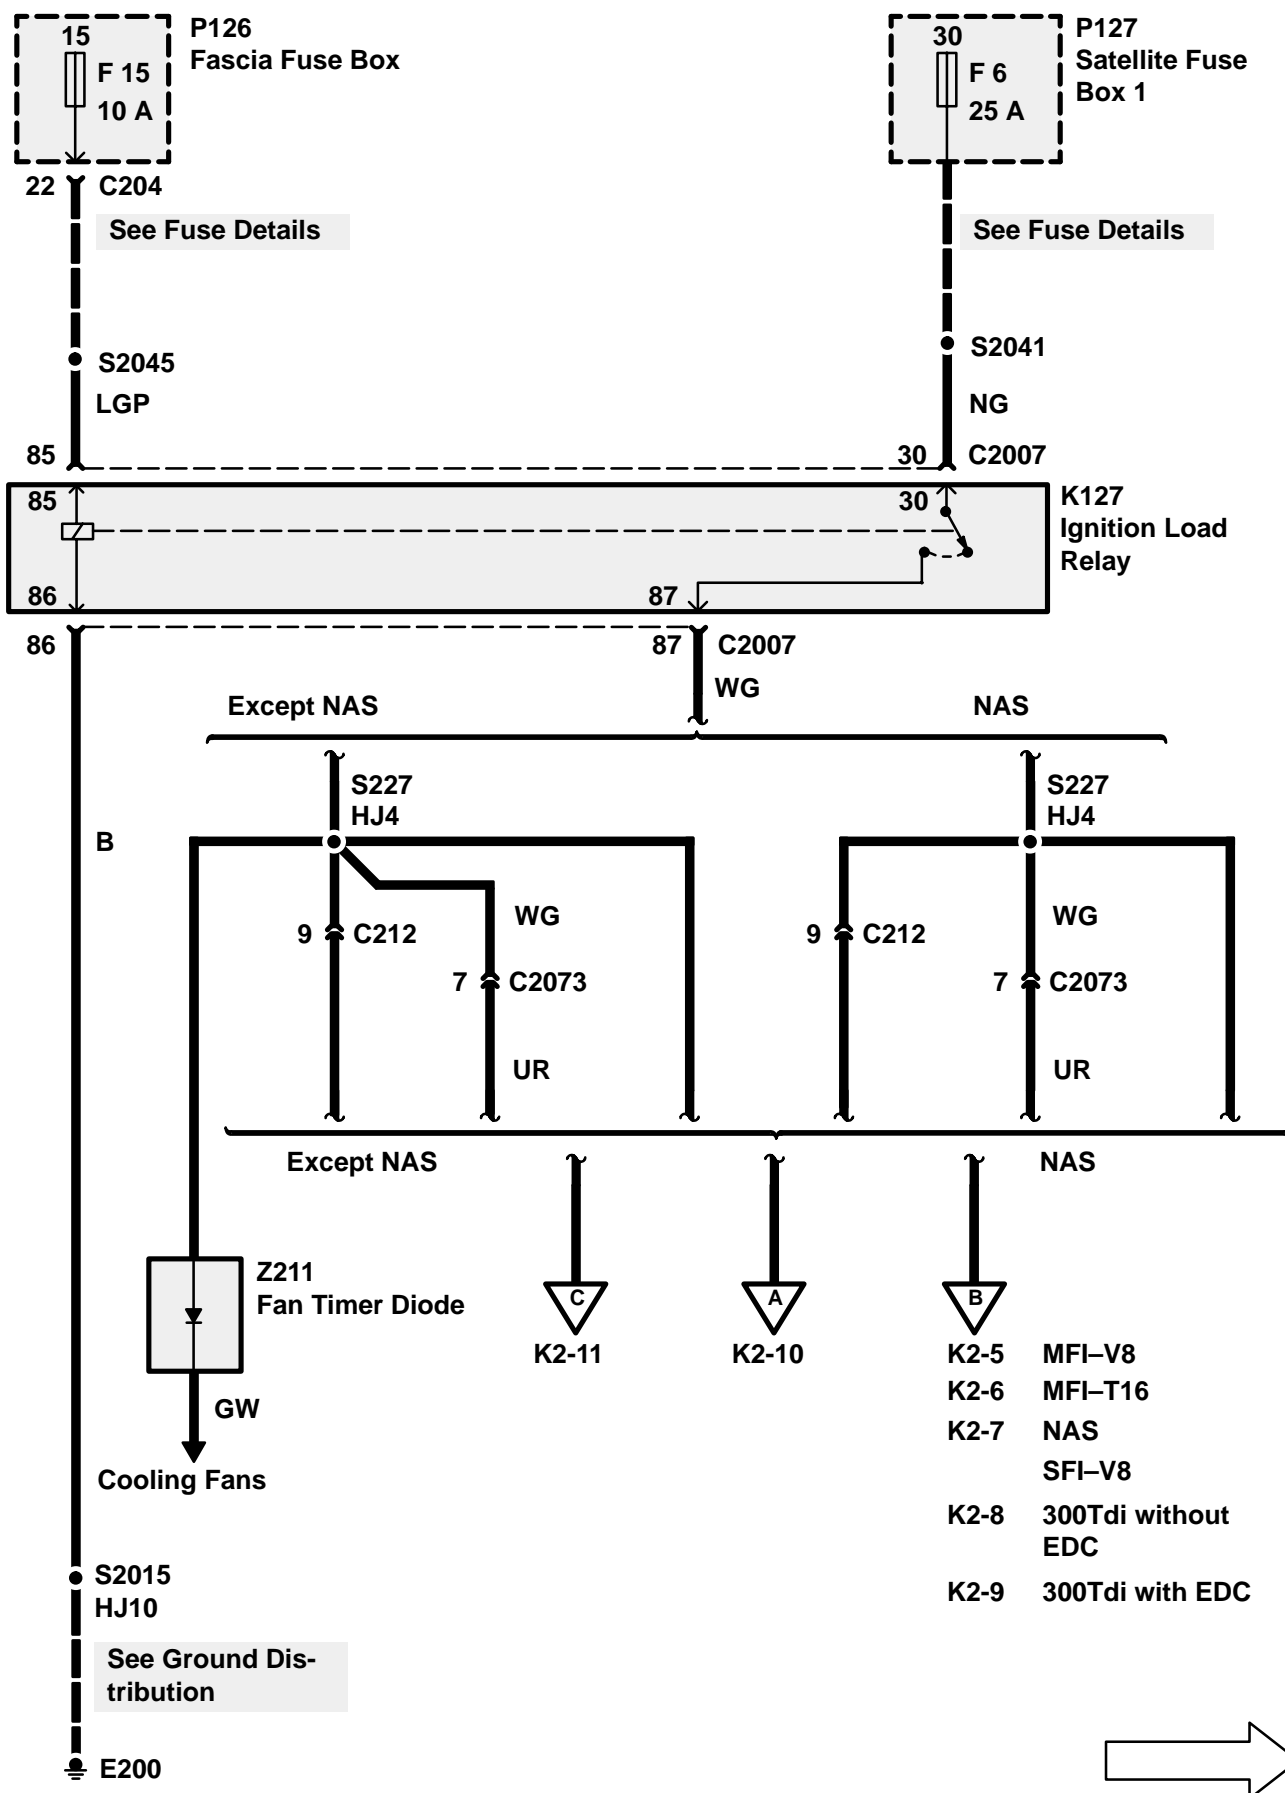 15
F 15
10 A
P126
Fascia Fuse Box
30
F 6
25 A
P127
Satellite Fuse
Box 1
22 C204
See Fuse Details
See Fuse Details
S2045
LGP
S2041
NG
85
30 C2007
85
30
K127
Ignition Load
Relay
86
87
86
87 C2007
WG
Except NAS
NAS
S227
HJ4
S227
HJ4
B
WG
WG
9 C212
9 C212
7 C2073
7 C2073
UR
UR
Except NAS
NAS
Z211
Fan Timer Diode
C
A
B
K2-11
K2-10
K2-5 MFI–V8
K2-6 MFI–T16
K2-7 NAS
SFI–V8
K2-8 300Tdi without
EDC
K2-9 300Tdi with EDC
GW
Cooling Fans
S2015
HJ10
See Ground Dis-
tribution
E200